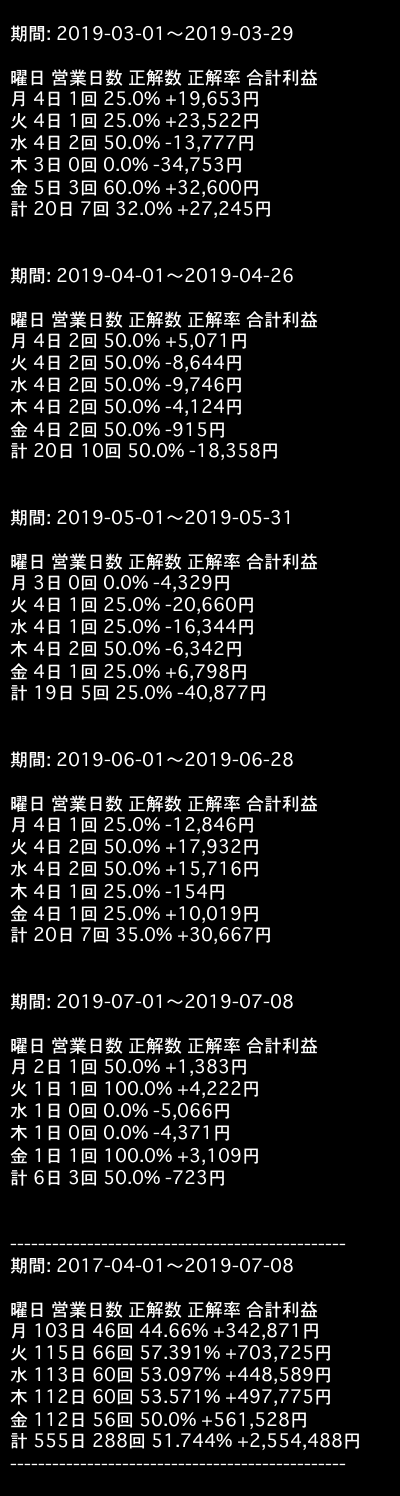 期間: 2019-03-01～2019-03-29
曜日 営業日数 正解数 正解率 合計利益
月 4日 1回 25.0% +19,653円
火 4日 1回 25.0% +23,522円
水 4日 2回 50.0% -13,777円
木 3日 0回 0.0% -34,753円
金 5日 3回 60.0% +32,600円
計 20日 7回 32.0% +27,245円
期間: 2019-04-01～2019-04-26
曜日 営業日数 正解数 正解率 合計利益
月 4日 2回 50.0% +5,071円
火 4日 2回 50.0% -8,644円
水 4日 2回 50.0% -9,746円
木 4日 2回 50.0% -4,124円
金 4日 2回 50.0% -915円
計 20日 10回 50.0% -18,358円
期間: 2019-05-01～2019-05-31
曜日 営業日数 正解数 正解率 合計利益
月 3日 0回 0.0% -4,329円
火 4日 1回 25.0% -20,660円
水 4日 1回 25.0% -16,344円
木 4日 2回 50.0% -6,342円
金 4日 1回 25.0% +6,798円
計 19日 5回 25.0% -40,877円
期間: 2019-06-01～2019-06-28
曜日 営業日数 正解数 正解率 合計利益
月 4日 1回 25.0% -12,846円
火 4日 2回 50.0% +17,932円
水 4日 2回 50.0% +15,716円
木 4日 1回 25.0% -154円
金 4日 1回 25.0% +10,019円
計 20日 7回 35.0% +30,667円
期間: 2019-07-01～2019-07-08
曜日 営業日数 正解数 正解率 合計利益
月 2日 1回 50.0% +1,383円
火 1日 1回 100.0% +4,222円
水 1日 0回 0.0% -5,066円
木 1日 0回 0.0% -4,371円
金 1日 1回 100.0% +3,109円
計 6日 3回 50.0% -723円
------------------------------------------------
期間: 2017-04-01～2019-07-08
曜日 営業日数 正解数 正解率 合計利益
月 103日 46回 44.66% +342,871円
火 115日 66回 57.391% +703,725円
水 113日 60回 53.097% +448,589円
木 112日 60回 53.571% +497,775円
金 112日 56回 50.0% +561,528円
計 555日 288回 51.744% +2,554,488円
------------------------------------------------